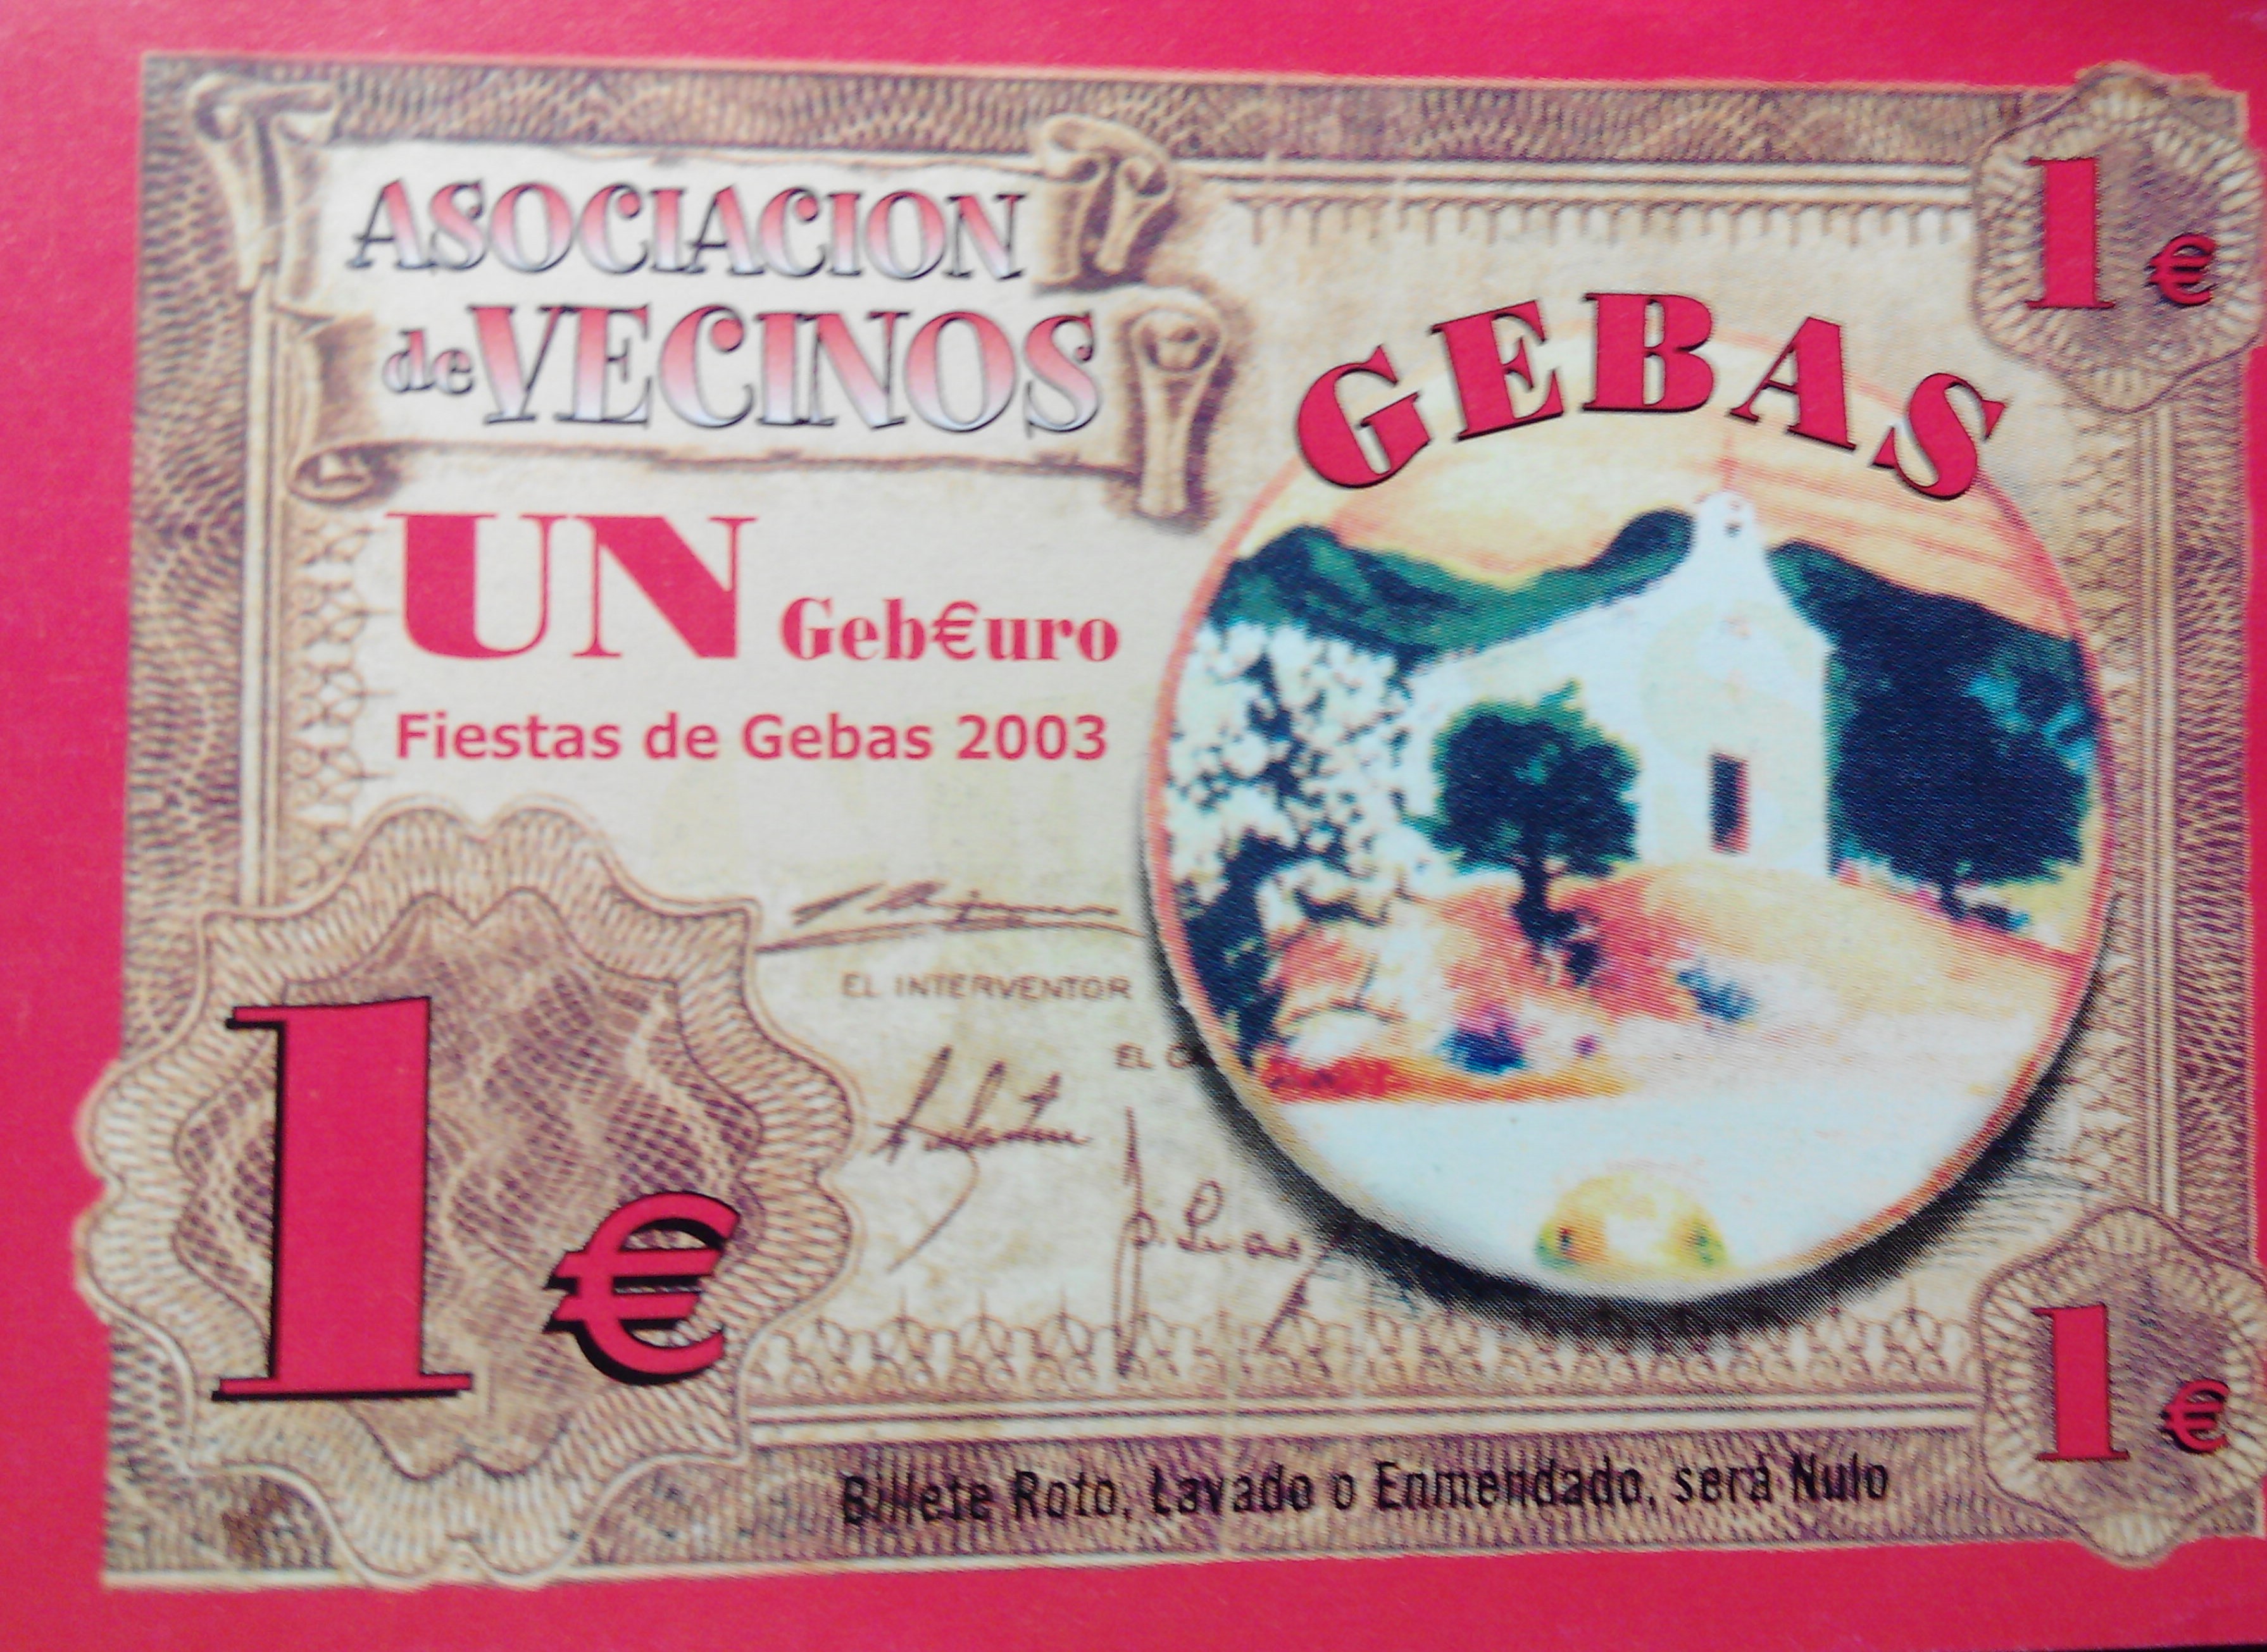 ASOCIACION
de VECINOS
1 €
GEBAS
UN Geb€uro
Fiestas de Gebas 2003
EL INTERVENTOR
EL
1 €
1 €
Billete Roto, Lavado o Enmendado, será Nulo